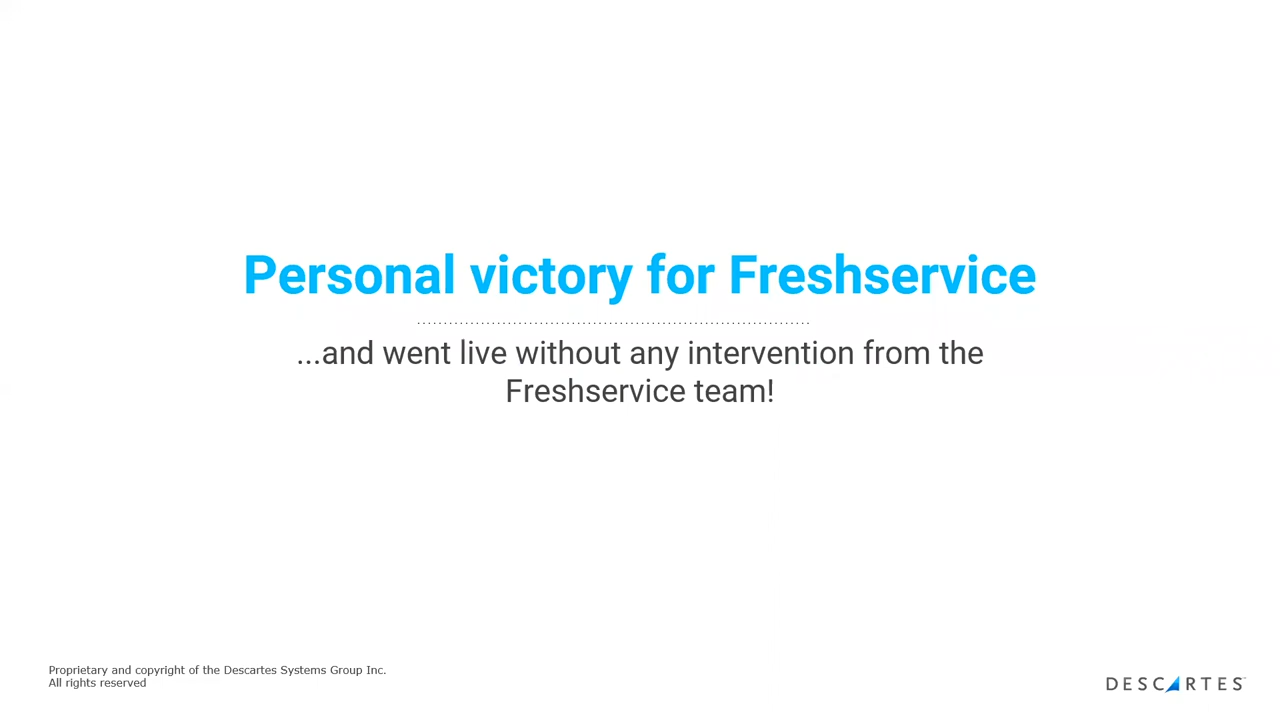 Personal victory for Freshservice
...and went live without any intervention from the
Freshservice team!
Proprietary and copyright of the Descartes Systems Group Inc.
All rights reserved
DESCARTES